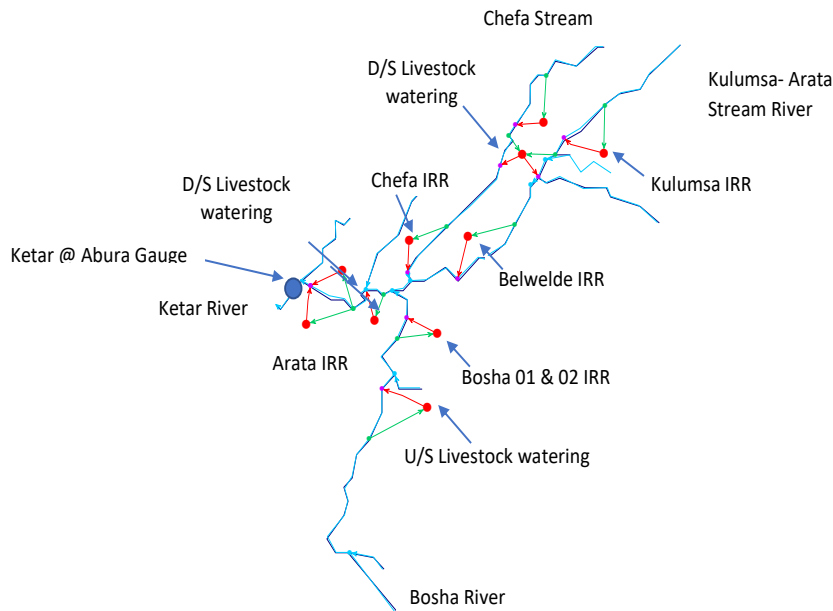 Chefa Stream
D/S Livestock
watering
Kulumsa- Arata
Stream River
D/S Livestock
watering
Chefa IRR
Kulumsa IRR
Ketar @ Abura Gauge
Belwelde IRR
Ketar River
Arata IRR
Bosha 01 & 02 IRR
U/S Livestock watering
Bosha River